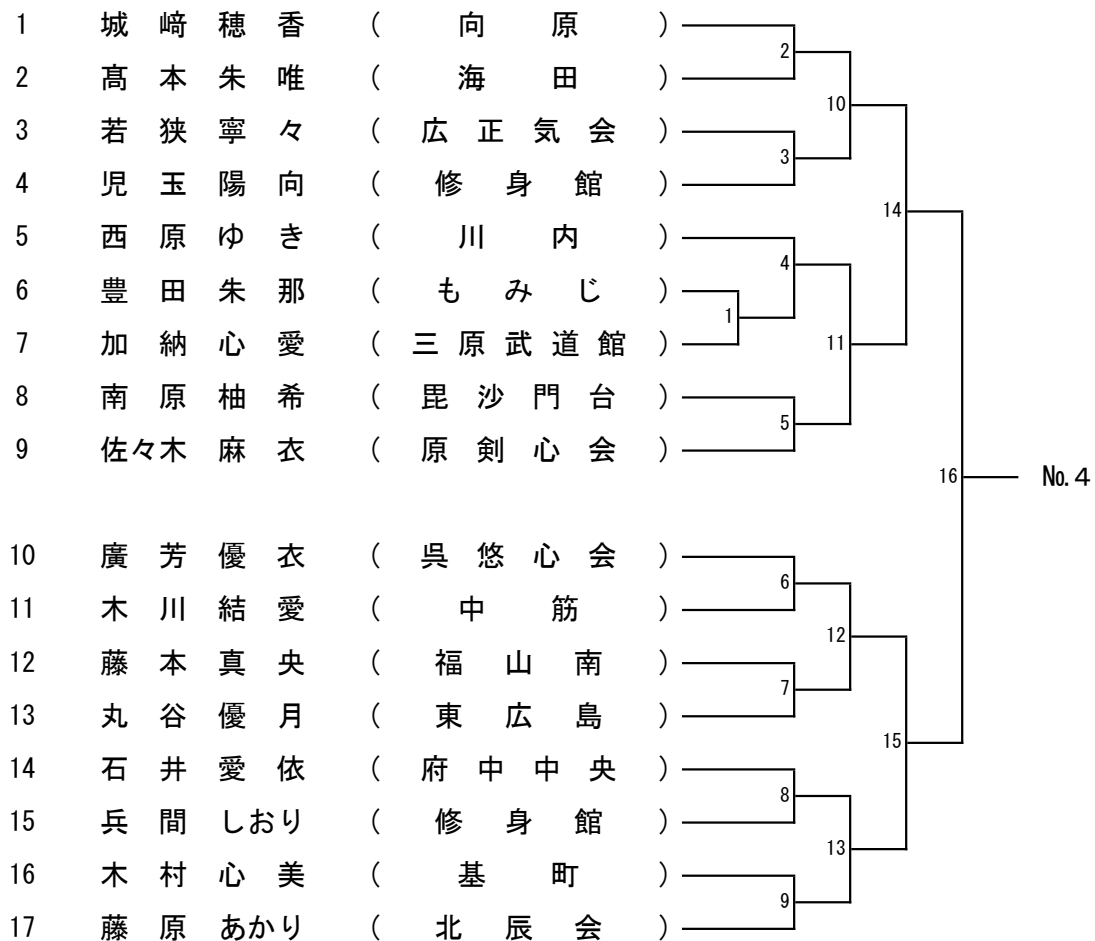 1 城﨑穂香 (向原)
2 髙本朱唯 (海田)
3 若狭寧々 (広正気会)
4 児玉陽向 (修身館)
5 西原ゆき (川内)
6 豊田朱那 (もみじ)
7 加納心愛 (三原武道館)
8 南原柚希 (毘沙門台)
9 佐々木麻衣 (原剣心会)
10 廣芳優衣 (呉悠心会)
11 木川結愛 (中筋)
12 藤本真央 (福山南)
13 丸谷優月 (東広島)
14 石井愛依 (府中中央)
15 兵間しおり (修身館)
16 木村心美 (基町)
17 藤原あかり (北辰会)
1
2
3
4
5
6
7
8
9
10
11
12
13
14
15
16
№.4